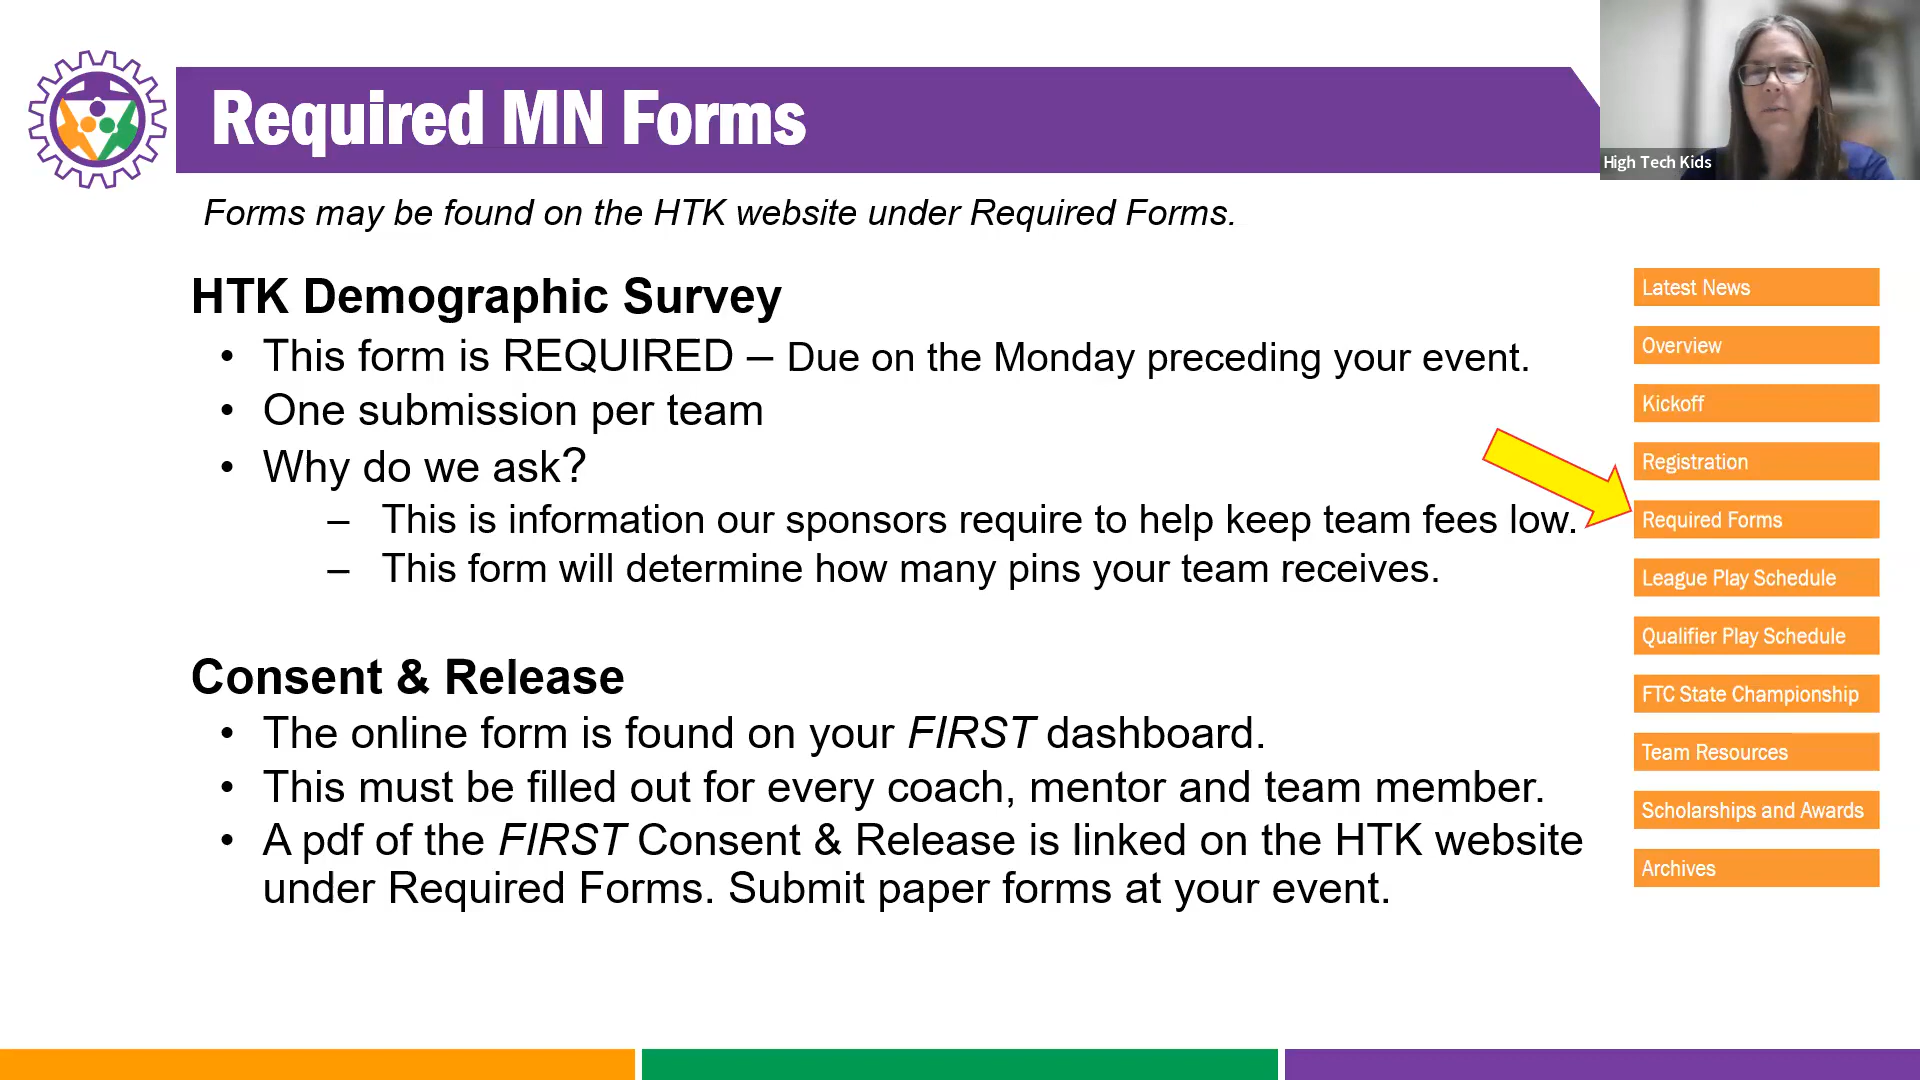 Required MN Forms
High Tech Kids
Forms may be found on the HTK website under Required Forms.
HTK Demographic Survey
• This form is REQUIRED – Due on the Monday preceding your event.
• One submission per team
• Why do we ask?
– This is information our sponsors require to help keep team fees low.
– This form will determine how many pins your team receives.
Consent & Release
• The online form is found on your FIRST dashboard.
• This must be filled out for every coach, mentor and team member.
• A pdf of the FIRST Consent & Release is linked on the HTK website
under Required Forms. Submit paper forms at your event.
Latest News
Overview
Kickoff
Registration
Required Forms
League Play Schedule
Qualifier Play Schedule
FTC State Championship
Team Resources
Scholarships and Awards
Archives